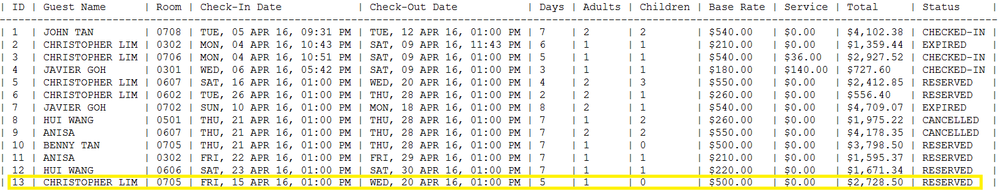 | ID | Guest Name      | Room | Check-In Date           | Check-Out Date          | Days | Adults | Children | Base Rate | Service | Total     | Status     |
--------------------------------------------------------------------------------------------------------------------------------------------------------------
| 1  | JOHN TAN        | 0708 | TUE, 05 APR 16, 09:31 PM | TUE, 12 APR 16, 01:00 PM | 7    | 2      | 2        | $540.00   | $0.00   | $4,102.38 | CHECKED-IN |
| 2  | CHRISTOPHER LIM | 0302 | MON, 04 APR 16, 10:43 PM | SAT, 09 APR 16, 11:43 PM | 6    | 1      | 1        | $210.00   | $0.00   | $1,359.44 | EXPIRED    |
| 3  | CHRISTOPHER LIM | 0706 | MON, 04 APR 16, 10:51 PM | SAT, 09 APR 16, 01:00 PM | 5    | 1      | 1        | $540.00   | $36.00  | $2,927.52 | CHECKED-IN |
| 4  | JAVIER GOH      | 0301 | WED, 06 APR 16, 05:42 PM | SAT, 09 APR 16, 01:00 PM | 3    | 1      | 1        | $180.00   | $140.00 | $727.60   | CHECKED-IN |
| 5  | CHRISTOPHER LIM | 0607 | SAT, 16 APR 16, 01:00 PM | WED, 20 APR 16, 01:00 PM | 4    | 2      | 3        | $550.00   | $0.00   | $2,412.85 | RESERVED   |
| 6  | CHRISTOPHER LIM | 0602 | TUE, 26 APR 16, 01:00 PM | THU, 28 APR 16, 01:00 PM | 2    | 2      | 1        | $260.00   | $0.00   | $556.40   | RESERVED   |
| 7  | JAVIER GOH      | 0702 | SUN, 10 APR 16, 01:00 PM | MON, 18 APR 16, 01:00 PM | 8    | 2      | 1        | $540.00   | $0.00   | $4,709.07 | EXPIRED    |
| 8  | HUI WANG        | 0501 | THU, 21 APR 16, 01:00 PM | THU, 28 APR 16, 01:00 PM | 7    | 1      | 2        | $260.00   | $0.00   | $1,975.22 | CANCELLED  |
| 9  | ANISA           | 0607 | THU, 21 APR 16, 01:00 PM | THU, 28 APR 16, 01:00 PM | 7    | 2      | 2        | $550.00   | $0.00   | $4,178.35 | CANCELLED  |
| 10 | BENNY TAN       | 0705 | THU, 21 APR 16, 01:00 PM | THU, 28 APR 16, 01:00 PM | 7    | 1      | 0        | $500.00   | $0.00   | $3,798.50 | RESERVED   |
| 11 | ANISA           | 0302 | FRI, 22 APR 16, 01:00 PM | FRI, 29 APR 16, 01:00 PM | 7    | 1      | 1        | $210.00   | $0.00   | $1,595.37 | RESERVED   |
| 12 | HUI WANG        | 0606 | SAT, 23 APR 16, 01:00 PM | SAT, 30 APR 16, 01:00 PM | 7    | 1      | 1        | $220.00   | $0.00   | $1,671.34 | RESERVED   |
| 13 | CHRISTOPHER LIM | 0705 | FRI, 15 APR 16, 01:00 PM | WED, 20 APR 16, 01:00 PM | 5    | 1      | 0        | $500.00   | $0.00   | $2,728.50 | RESERVED   |